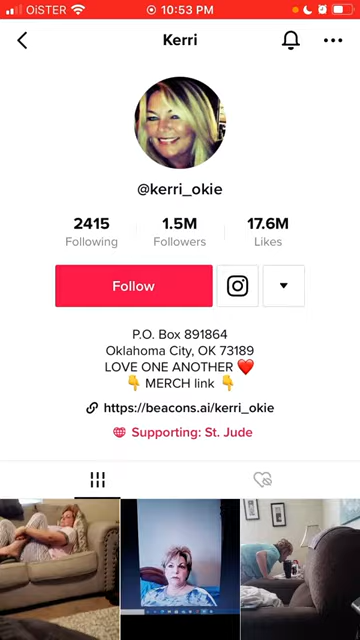 OiSTER 10:53 PM
Kerri
@kerri_okie
2415 1.5M 17.6M
Following Followers Likes
Follow
P.O. Box 891864
Oklahoma City, OK 73189
LOVE ONE ANOTHER ❤️
👇 MERCH link 👇
https://beacons.ai/kerri_okie
Supporting: St. Jude